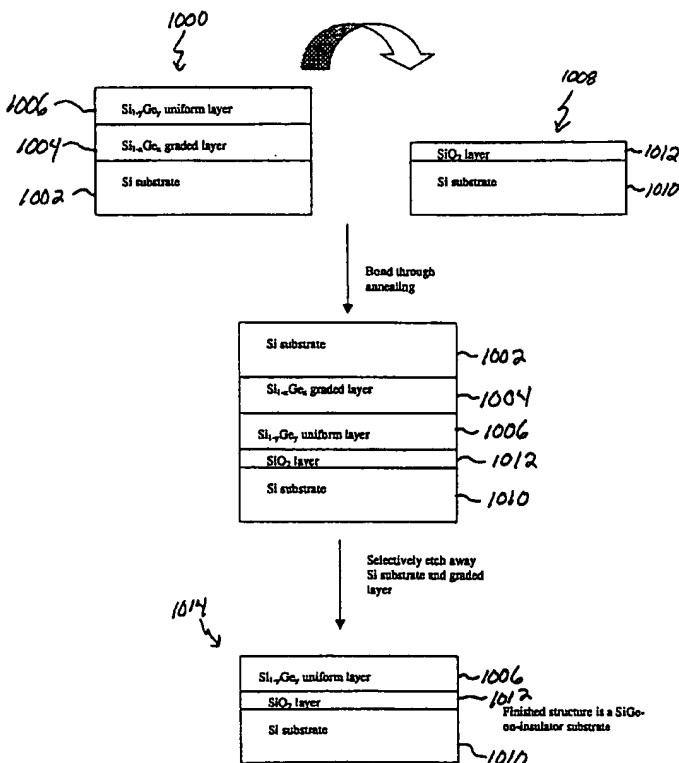 1000
1008
1006
Si₁₋yGey uniform layer
1004
Si₁₋ₓGeₓ graded layer
1002
Si substrate
SiO₂ layer
1012
Si substrate
1010
Bond through
annealing
Si substrate
1002
Si₁₋ₓGeₓ graded layer
1004
Si₁₋yGey uniform layer
1006
SiO₂ layer
1012
Si substrate
1010
Selectively etch away
Si substrate and graded
layer
1014
Si₁₋yGey uniform layer
1006
SiO₂ layer
1012
Finished structure is a SiGe-
on-insulator substrate
Si substrate
1010